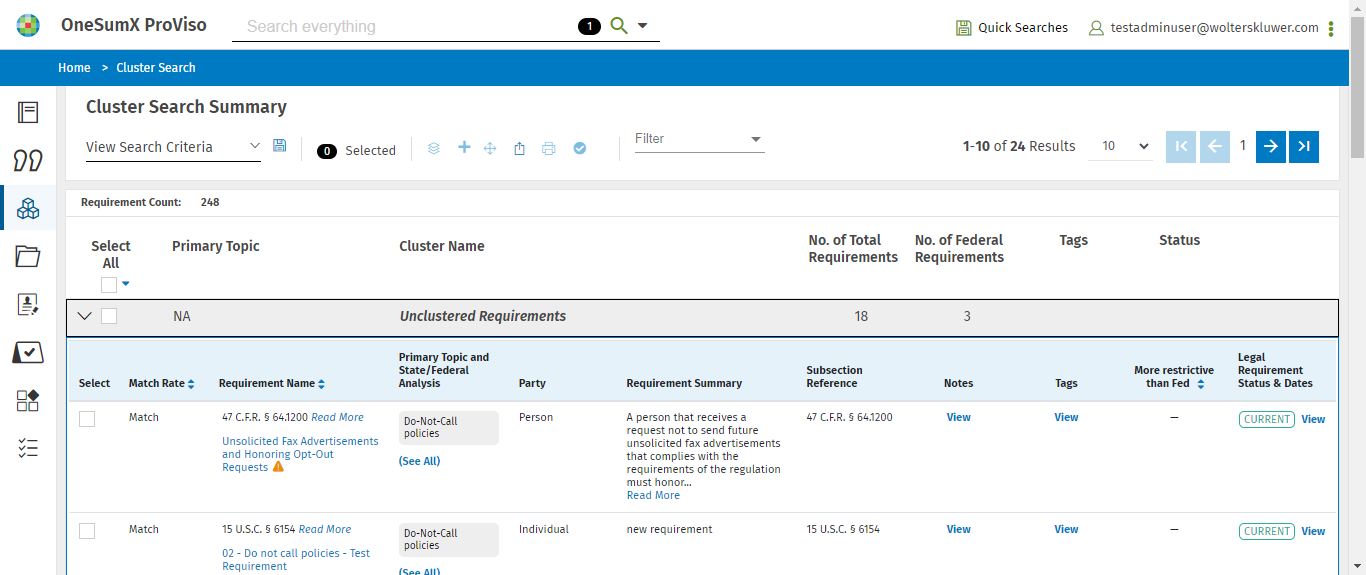 OneSumX ProViso
Search everything
1
Quick Searches
testadminuser@wolterskluwer.com
Home > Cluster Search
Cluster Search Summary
View Search Criteria
0 Selected
Filter
1-10 of 24 Results
10
1
Requirement Count: 248
Select All
Primary Topic
Cluster Name
No. of Total Requirements
No. of Federal Requirements
Tags
Status
NA
Unclustered Requirements
18
3
Select
Match Rate
Requirement Name
Primary Topic and
State/Federal
Analysis
Party
Requirement Summary
Subsection
Reference
Notes
Tags
More restrictive
than Fed
Legal
Requirement
Status & Dates
Match
47 C.F.R. § 64.1200 Read More
Unsolicited Fax Advertisements
and Honoring Opt-Out
Requests
Do-Not-Call
policies
(See All)
Person
A person that receives a
request not to send future
unsolicited fax advertisements
that complies with the
requirements of the regulation
must honor...
Read More
47 C.F.R. § 64.1200
View
View
—
CURRENT View
Match
15 U.S.C. § 6154 Read More
02 - Do not call policies - Test
Requirement
Do-Not-Call
policies
(See All)
Individual
new requirement
15 U.S.C. § 6154
View
View
—
CURRENT View